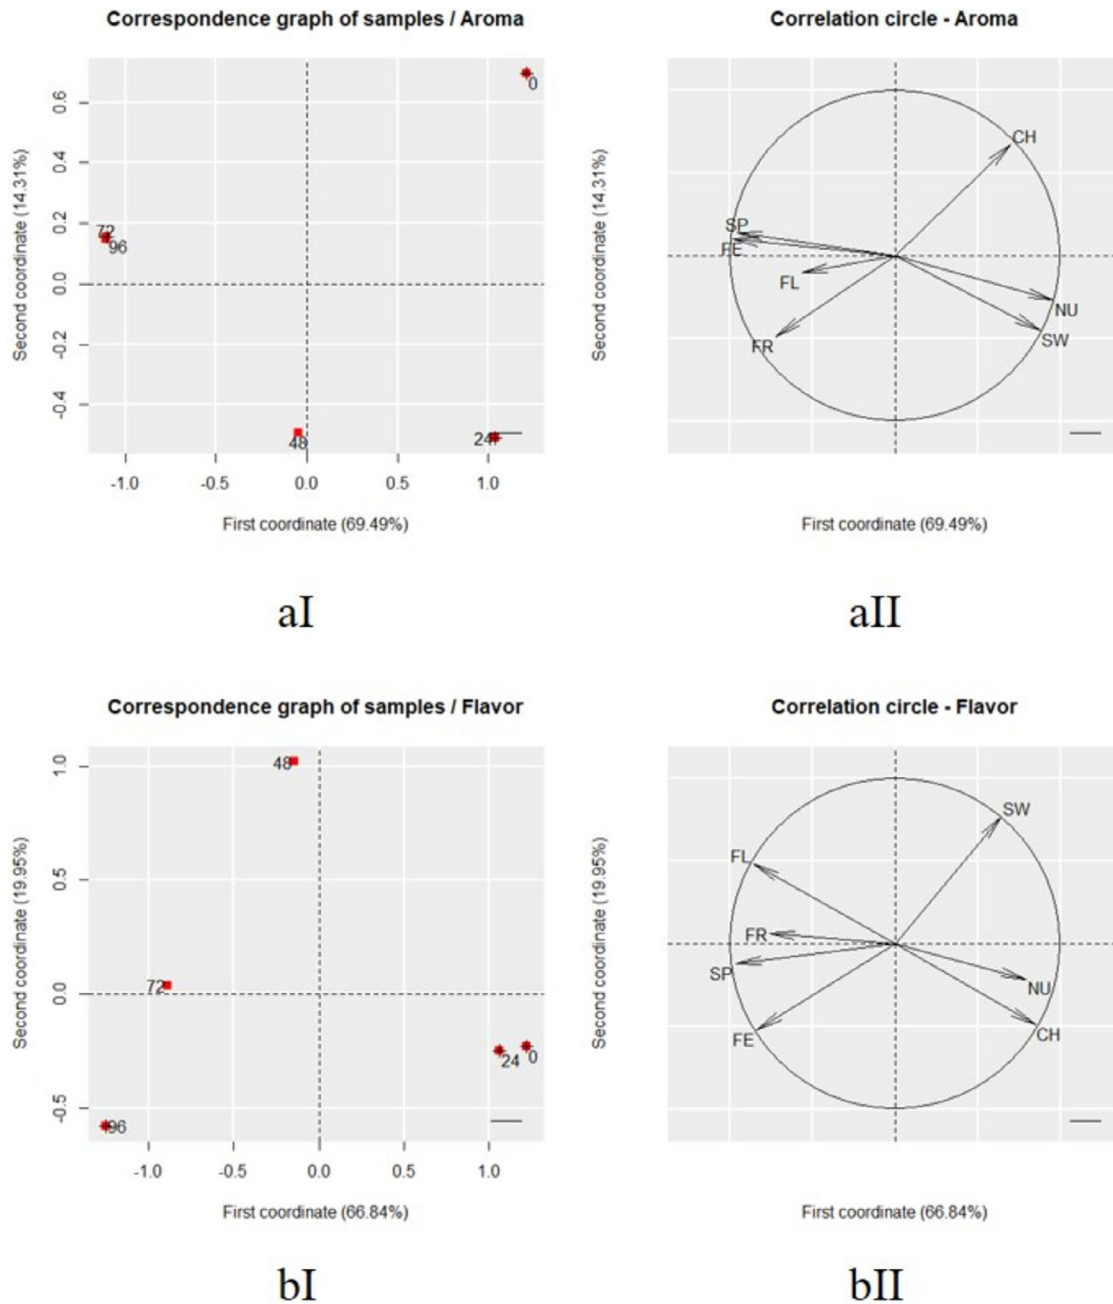 Correspondence graph of samples / Aroma
Second coordinate (14.31%)
0.6
0.4
0.2
0.0
-0.2
-0.4
0
72
96
48
24
-1.0 -0.5 0.0 0.5 1.0
First coordinate (69.49%)
aI
Correlation circle - Aroma
Second coordinate (14.31%)
CH
SP
FE
FL
FR
NU
SW
First coordinate (69.49%)
aII
Correspondence graph of samples / Flavor
Second coordinate (19.95%)
1.0
0.5
0.0
-0.5
48
72
24 0
96
-1.0 -0.5 0.0 0.5 1.0
First coordinate (66.84%)
bI
Correlation circle - Flavor
Second coordinate (19.95%)
SW
FL
FR
SP
FE
NU
CH
First coordinate (66.84%)
bII